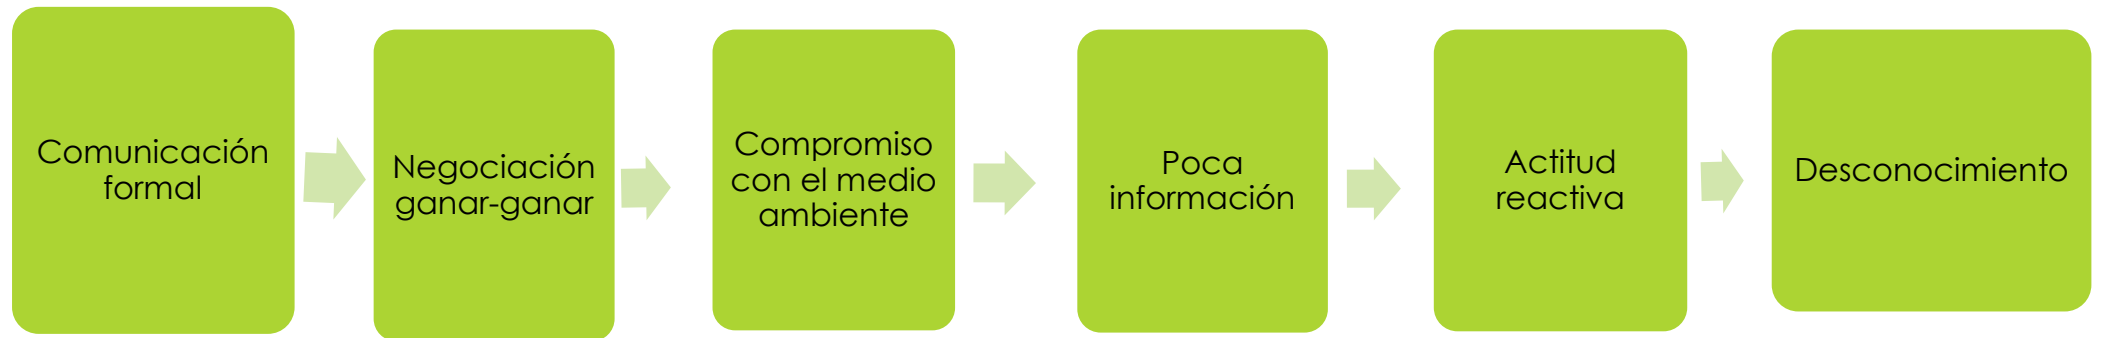 Comunicación
formal
Negociación
ganar-ganar
Compromiso
con el medio
ambiente
Poca
información
Actitud
reactiva
Desconocimiento